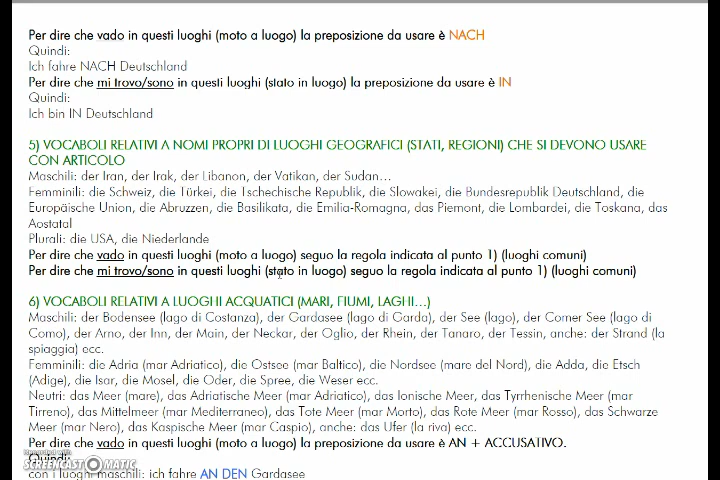 Per dire che vado in questi luoghi (moto a luogo) la preposizione da usare è NACH
Quindi:
Ich fahre NACH Deutschland
Per dire che mi trovo/sono in questi luoghi (stato in luogo) la preposizione da usare è IN
Quindi:
Ich bin IN Deutschland
5) VOCABOLI RELATIVI A NOMI PROPRI DI LUOGHI GEOGRAFICI (STATI, REGIONI) CHE SI DEVONO USARE
CON ARTICOLO
Maschili: der Iran, der Irak, der Libanon, der Vatikan, der Sudan...
Femminili: die Schweiz, die Türkei, die Tschechische Republik, die Slowakei, die Bundesrepublik Deutschland, die
Europäische Union, die Abruzzen, die Basilikata, die Emilia-Romagna, das Piemont, die Lombardei, die Toskana, das
Aostatal
Plurali: die USA, die Niederlande
Per dire che vado in questi luoghi (moto a luogo) seguo la regola indicata al punto 1) (luoghi comuni)
Per dire che mi trovo/sono in questi luoghi (stato in luogo) seguo la regola indicata al punto 1) (luoghi comuni)
6) VOCABOLI RELATIVI A LUOGHI ACQUATICI (MARI, FIUMI, LAGHI...)
Maschili: der Bodensee (lago di Costanza), der Gardasee (lago di Garda), der See (lago), der Comer See (lago di
Como), der Arno, der Inn, der Main, der Neckar, der Oglio, der Rhein, der Tanaro, der Tessin, anche: der Strand (la
spiaggia) ecc.
Femminili: die Adria (mar Adriatico), die Ostsee (mar Baltico), die Nordsee (mare del Nord), die Adda, die Etsch
(Adige), die Isar, die Mosel, die Oder, die Spree, die Weser ecc.
Neutri: das Meer (mare), das Adriatische Meer (mar Adriatico), das Ionische Meer, das Tyrrhenische Meer (mar
Tirreno), das Mittelmeer (mar Mediterraneo), das Tote Meer (mar Morto), das Rote Meer (mar Rosso), das Schwarze
Meer (mar Nero), das Kaspische Meer (mar Caspio), anche: das Ufer (la riva) ecc.
Per dire che vado in questi luoghi (moto a luogo) la preposizione da usare è AN + ACCUSATIVO.
Quindi:
Recorded with
SCREENCAST-O-MATIC
con i luoghi maschili: ich fahre AN DEN Gardasee